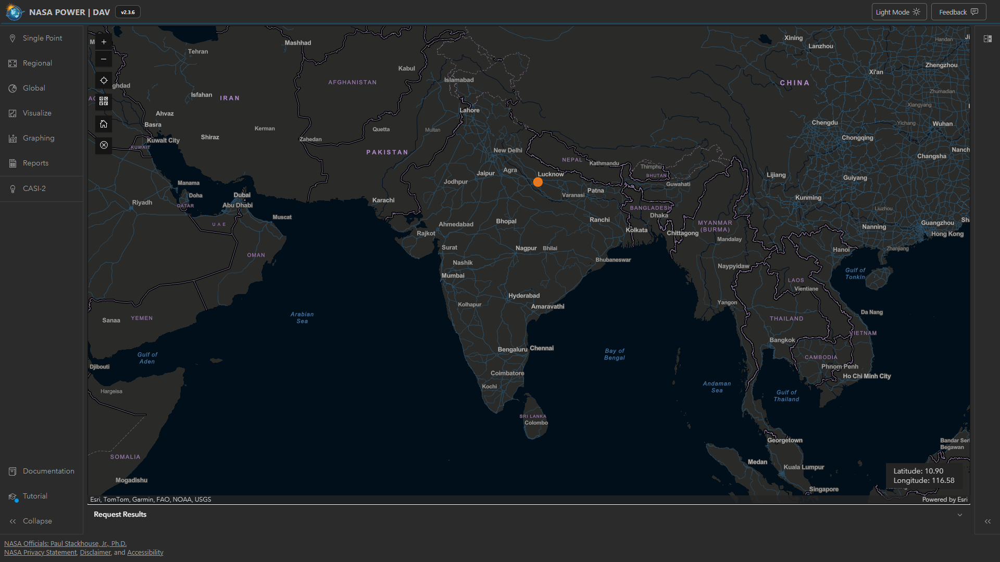 NASA POWER | DAV
v2.3.6
Light Mode
Feedback
Single Point
Regional
Global
Visualize
Graphing
Reports
CASI-2
Documentation
Tutorial
Collapse
Mashhad
Tehran
Kabul
AFGHANISTAN
Islamabad
ghdad
Isfahan
IRAN
Ahvaz
Basra
Kuwait City
KUWAIT
Shiraz
Kerman
Zahedan
Quetta
Multan
Lahore
PAKISTAN
New Delhi
NEPAL
Kathmandu
Thimphu
BHUTAN
Guwahati
Jaipur
Agra
Lucknow
Jodhpur
Varanasi
Patna
Manama
Doha
QATAR
Dubai
Abu Dhabi
Riyadh
UAE
Muscat
Karachi
OMAN
BANGLADESH
Dhaka
Ranchi
Kolkata
Chittagong
MYANMAR
(BURMA)
Mandalay
Ahmedabad
Bhopal
Rajkot
Surat
Nagpur
Bhilai
Nashik
Bhubaneswar
Mumbai
Naypyidaw
Hyderabad
Kolhapur
Amaravathi
Yangon
Sanaa
YEMEN
Arabian
Sea
Gulf of
Aden
Djibouti
Hargeisa
Bengaluru
Chennai
Coimbatore
Kochi
Bay of
Bengal
Andaman
Sea
SRI LANKA
Colombo
SOMALIA
Mogadishu
Xining
Lanzhou
Handan
Ji
Zhengzhou
Xi'an
CHINA
Zhumadian
Xiangyang
Chengdu
Yichang
Wuhan
Chongqing
Nanch
Changsha
Lijiang
Guiyang
Kunming
Liuzhou
Guangzhou
Sha
Nanning
Hong Kong
Hanoi
Zhanjiang
Gulf of
Tonkin
LAOS
Vientiane
Da Nang
THAILAND
VIETNAM
Bangkok
CAMBODIA
Phnom Penh
Ho Chi Minh City
Gulf of
Thailand
Georgetown
Bandar Seri
Begawan
Medan
Kuala Lumpur
Singapore
Latitude: 10.90
Longitude: 116.58
Esri, TomTom, Garmin, FAO, NOAA, USGS
Powered by Esri
Request Results
NASA Officials: Paul Stackhouse, Jr., Ph.D.
NASA Privacy Statement, Disclaimer, and Accessibility